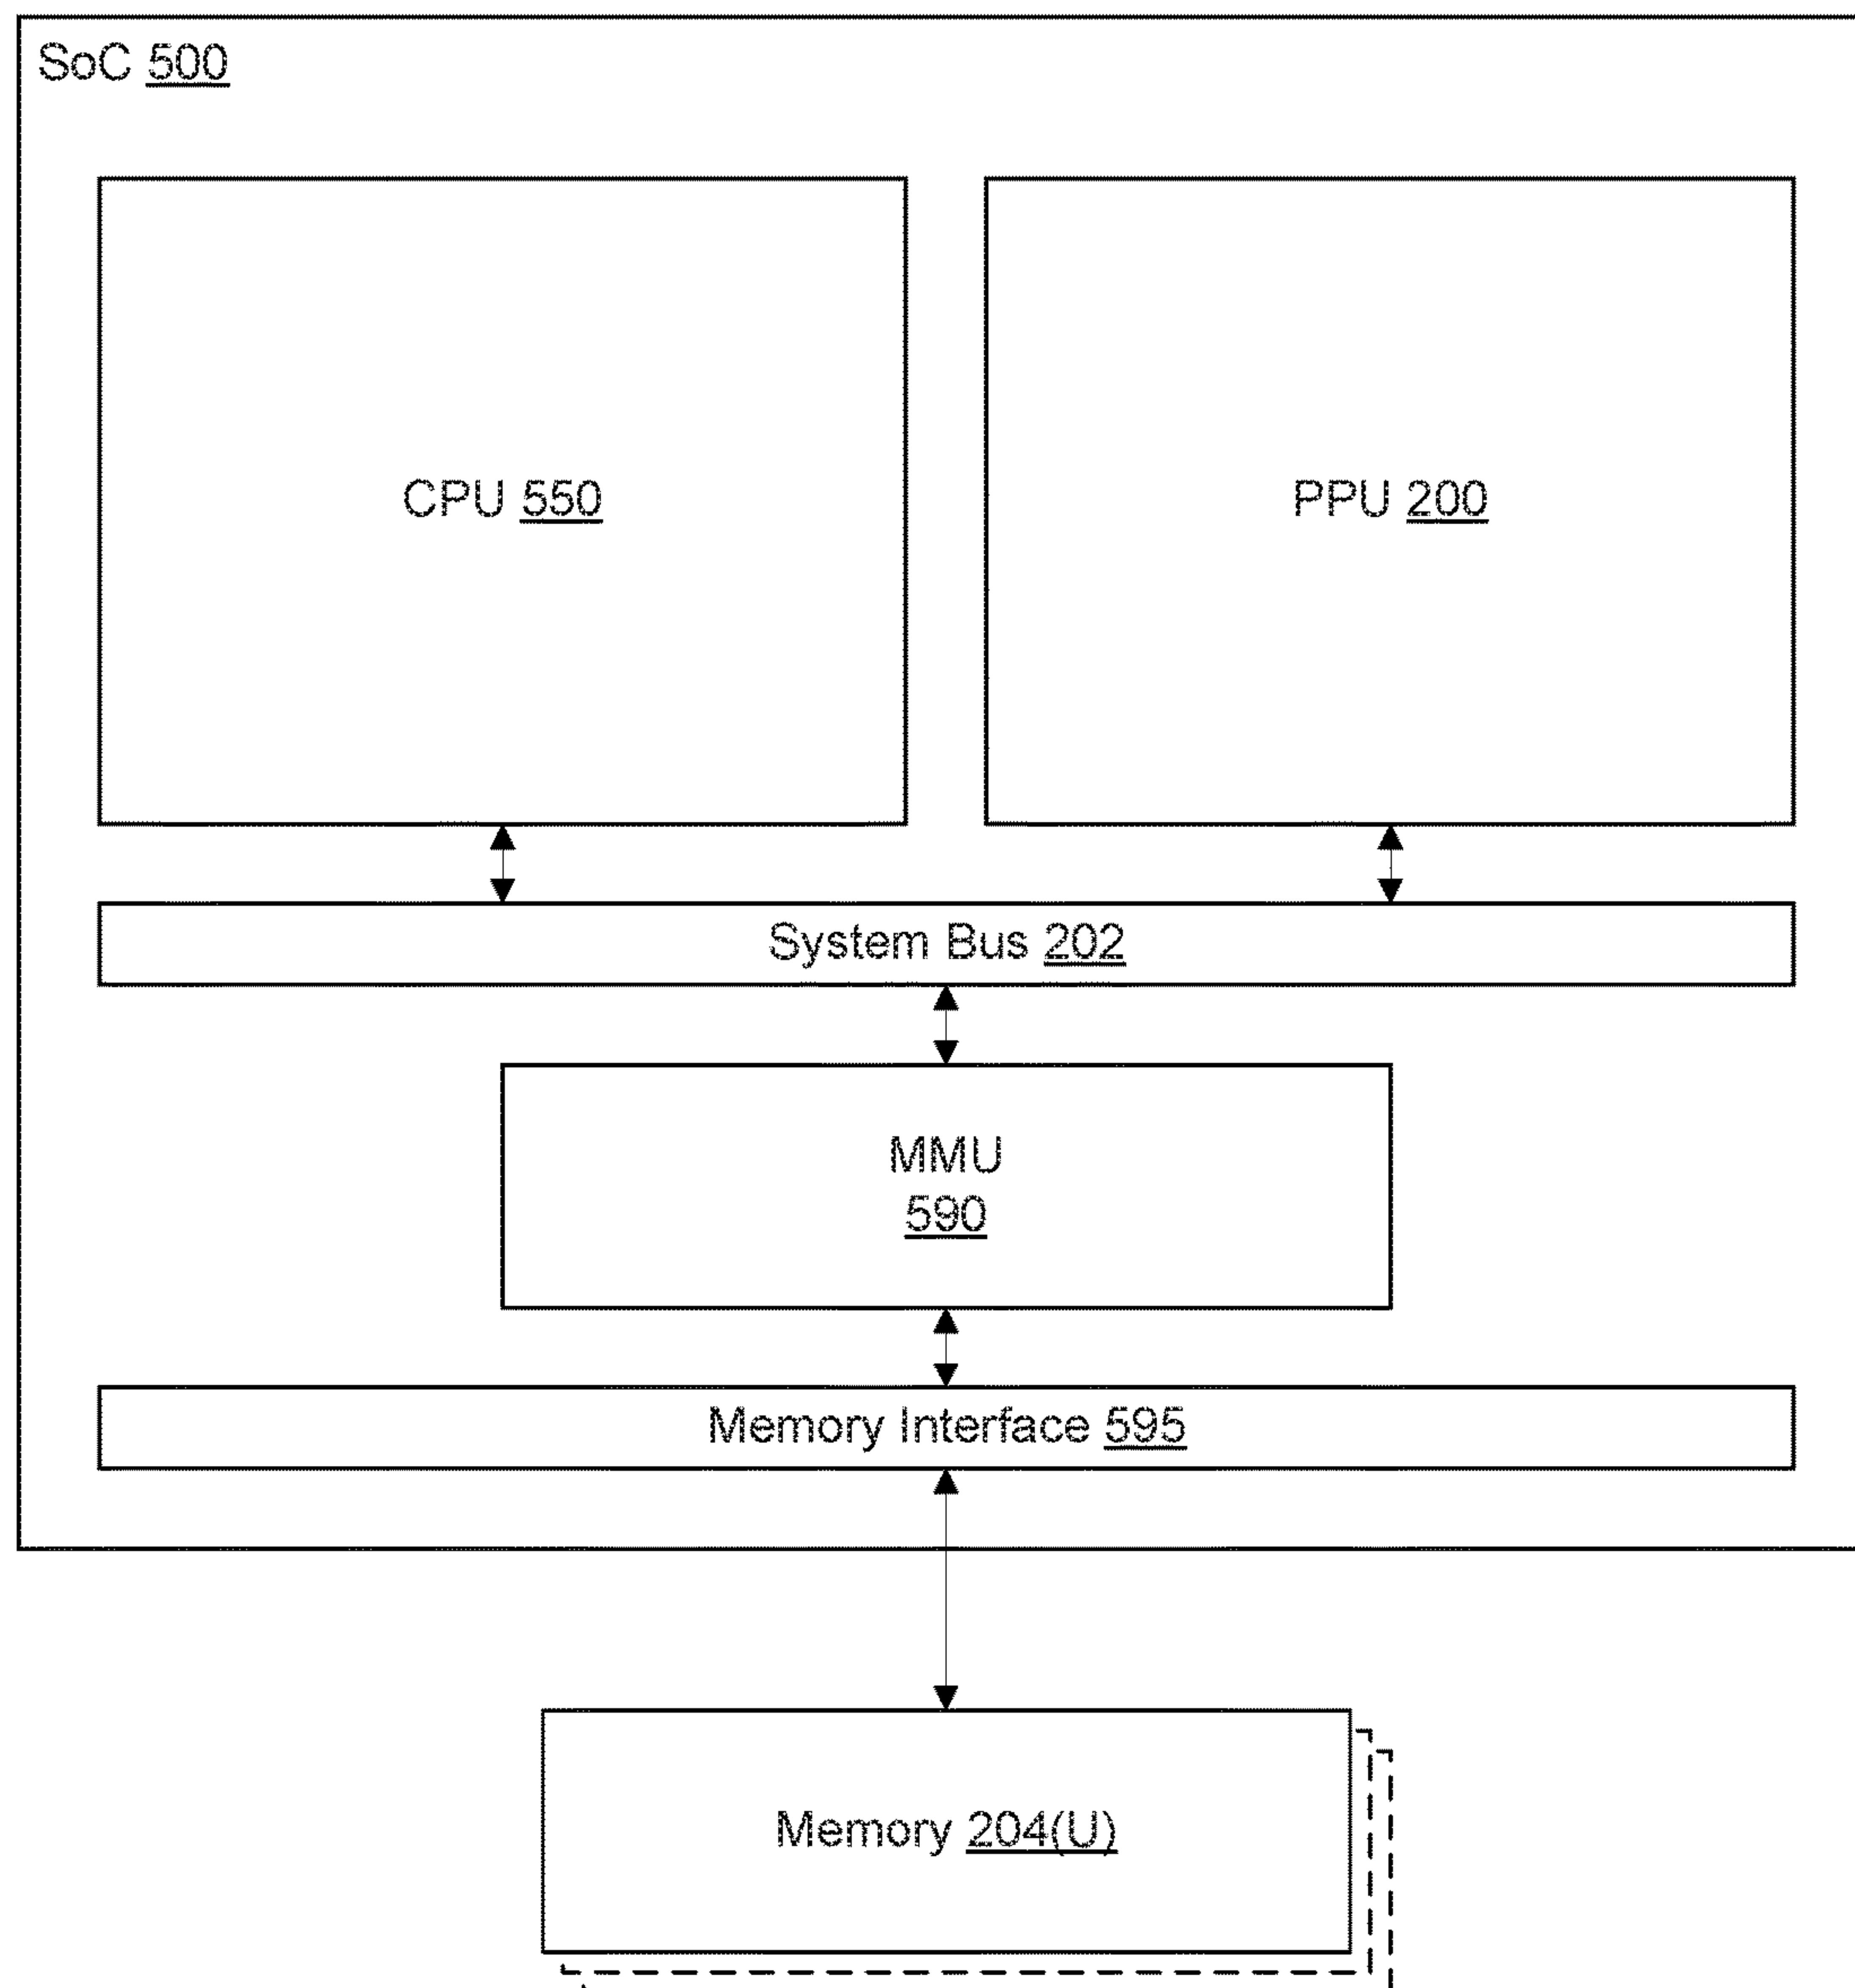 SoC 500
CPU 550
PPU 200
System Bus 202
MMU
590
Memory Interface 595
Memory 204(U)